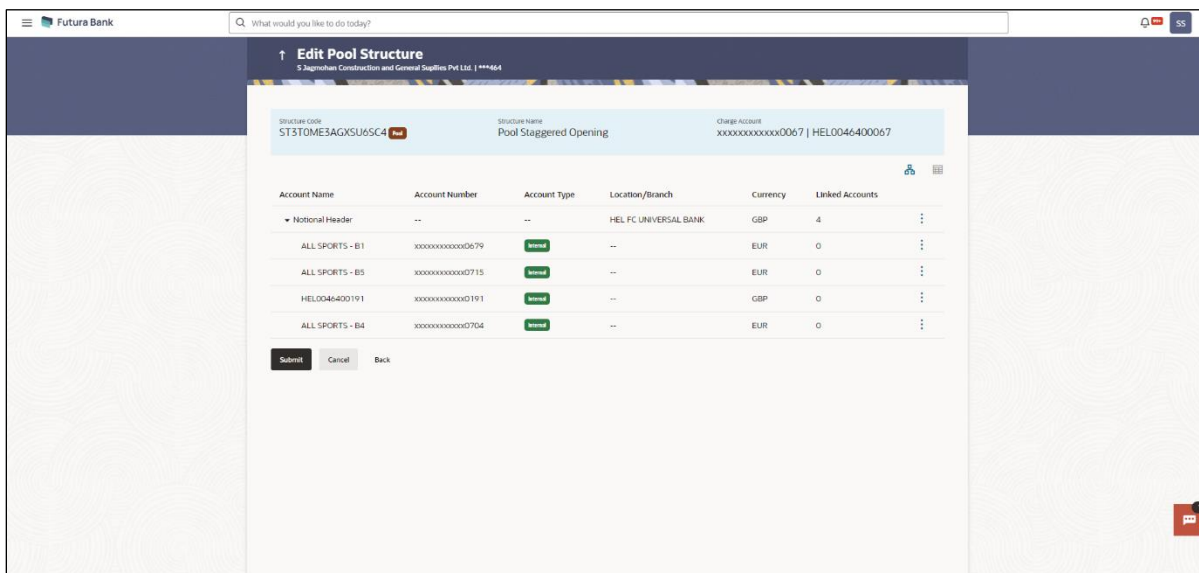 Futura Bank
What would you like to do today?
SS
↑ Edit Pool Structure
S Jagmohan Construction and General Supllies Pvt Ltd. | ***464
Structure Code
Structure Name
Charge Account
ST3T0ME3AGXSU6SC4 Pool
Pool Staggered Opening
xxxxxxxxxxxx0067 | HEL0046400067
Account Name Account Number Account Type Location/Branch Currency Linked Accounts
Notional Header -- -- HEL FC UNIVERSAL BANK GBP 4
ALL SPORTS - B1 xxxxxxxxxxxx0679 Internal -- EUR 0
ALL SPORTS - B5 xxxxxxxxxxxx0715 Internal -- EUR 0
HEL0046400191 xxxxxxxxxxxx0191 Internal -- GBP 0
ALL SPORTS - B4 xxxxxxxxxxxx0704 Internal -- EUR 0
Submit Cancel Back